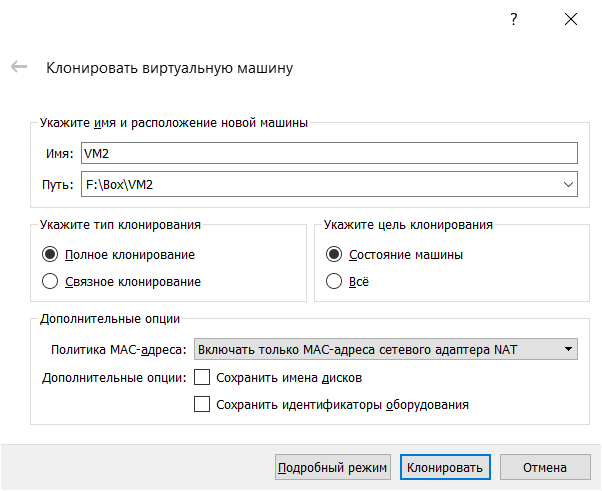 ?
Клонировать виртуальную машину
Укажите имя и расположение новой машины
Имя: VM2
Путь: F:\Box\VM2
Укажите тип клонирования
Полное клонирование
Связное клонирование
Укажите цель клонирования
Состояние машины
Всё
Дополнительные опции
Политика MAC-адреса: Включать только MAC-адреса сетевого адаптера NAT
Дополнительные опции: Сохранить имена дисков
Сохранить идентификаторы оборудования
Подробный режим Клонировать Отмена